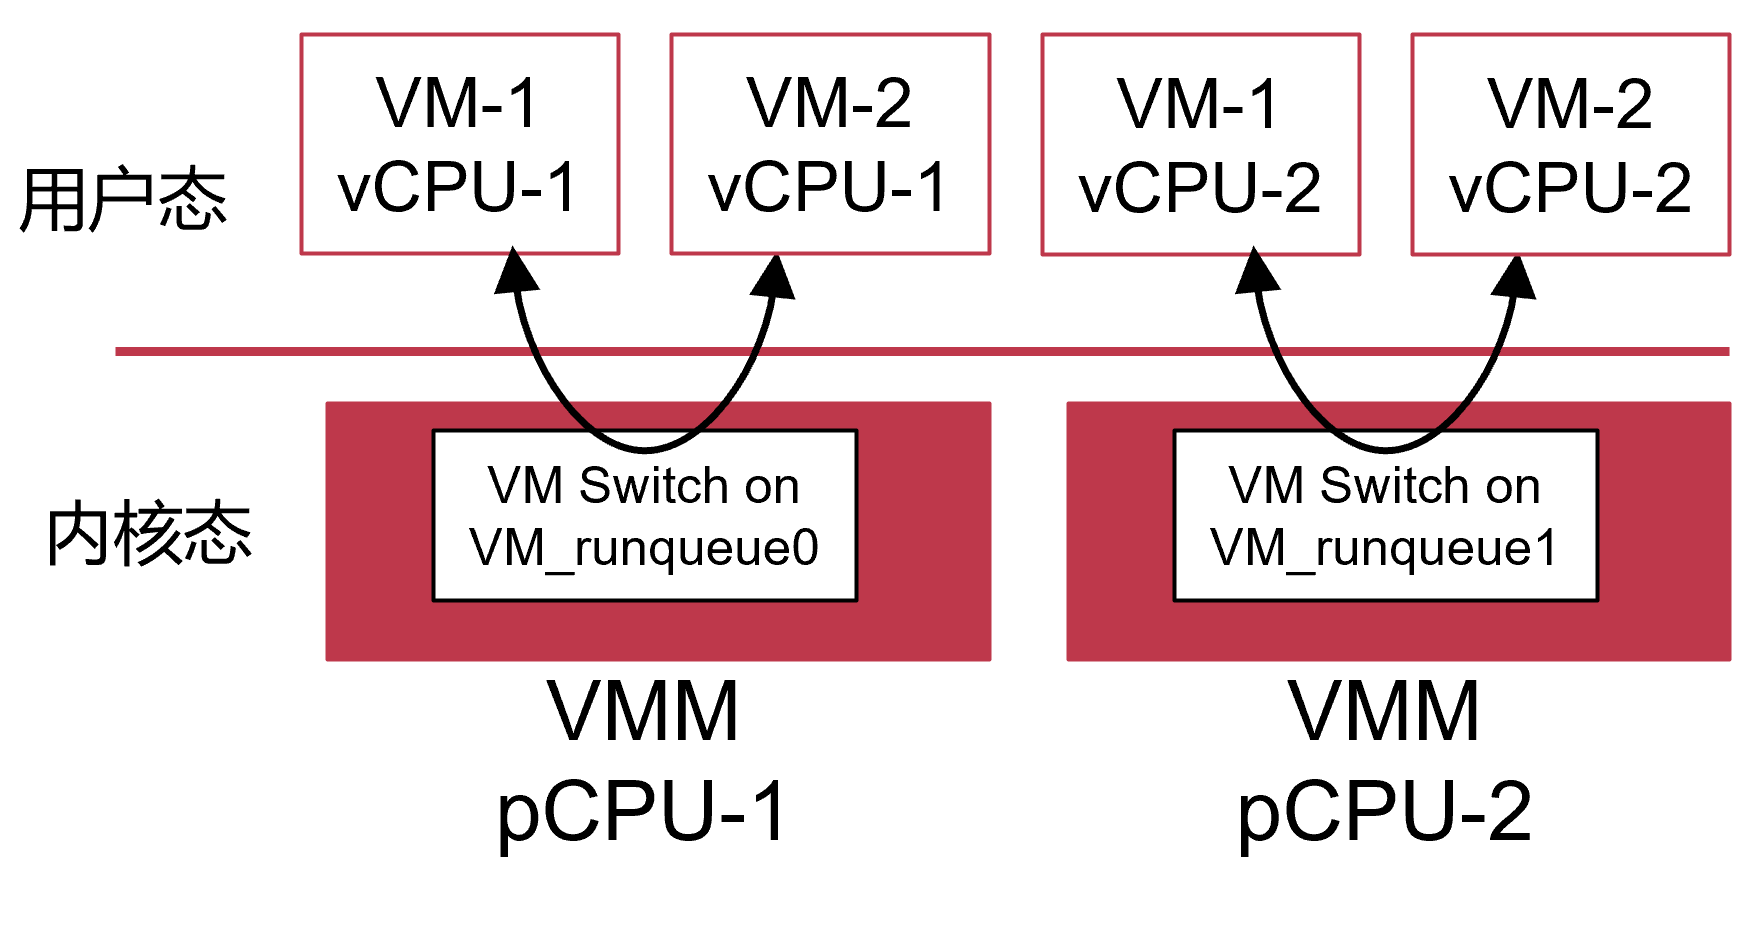 VM-1
vCPU-1
VM-2
vCPU-1
VM-1
vCPU-2
VM-2
vCPU-2
用户态
内核态
VM Switch on
VM_runqueue0
VM Switch on
VM_runqueue1
VMM
pCPU-1
VMM
pCPU-2